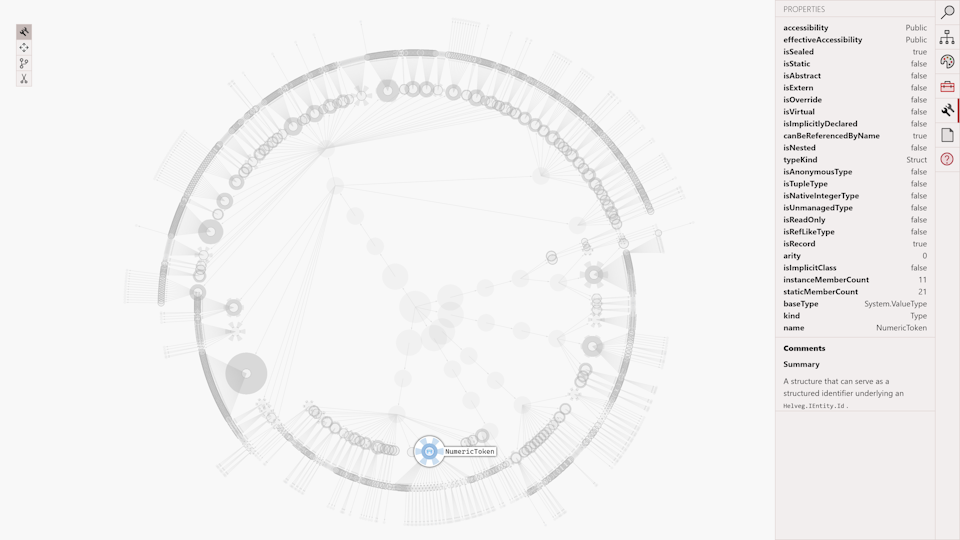 PROPERTIES
accessibility Public
effectiveAccessibility Public
isSealed true
isStatic false
isAbstract false
isExtern false
isOverride false
isVirtual false
isImplicitlyDeclared false
canBeReferencedByName true
isNested false
typeKind Struct
isAnonymousType false
isTupleType false
isNativeIntegerType false
isUnmanagedType false
isReadOnly false
isRefLikeType false
isRecord true
arity 0
isImplicitClass false
instanceMemberCount 11
staticMemberCount 21
baseType System.ValueType
kind Type
name NumericToken
Comments
Summary
A structure that can serve as a
structured identifier underlying an
Helveg.IEntity.Id .
NumericToken